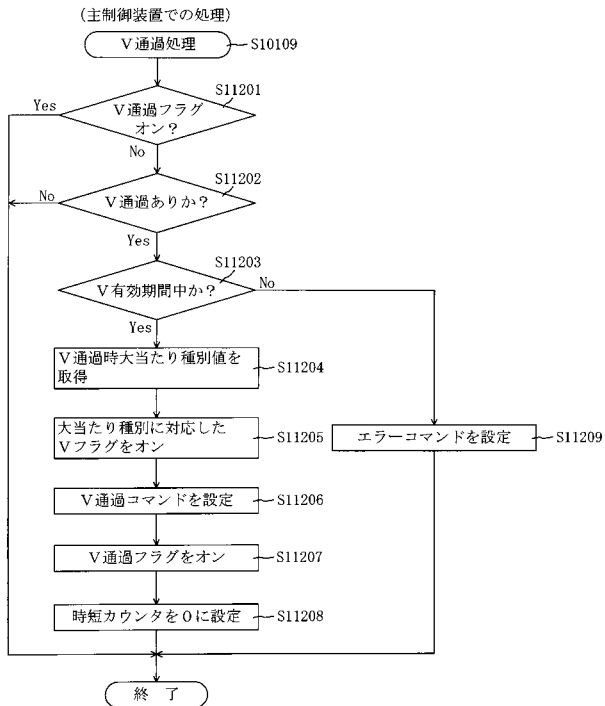 (主制御装置での処理)
V通過処理
S10109
S11201
Yes
V通過フラグ
オン?
No
S11202
No
V通過ありか?
Yes
S11203
V有効期間中か?
No
Yes
V通過時大当たり種別値を
取得
S11204
大当たり種別に対応した
Vフラグをオン
S11205
エラーコマンドを設定
S11209
V通過コマンドを設定
S11206
V通過フラグをオン
S11207
時短カウンタを0に設定
S11208
終 了